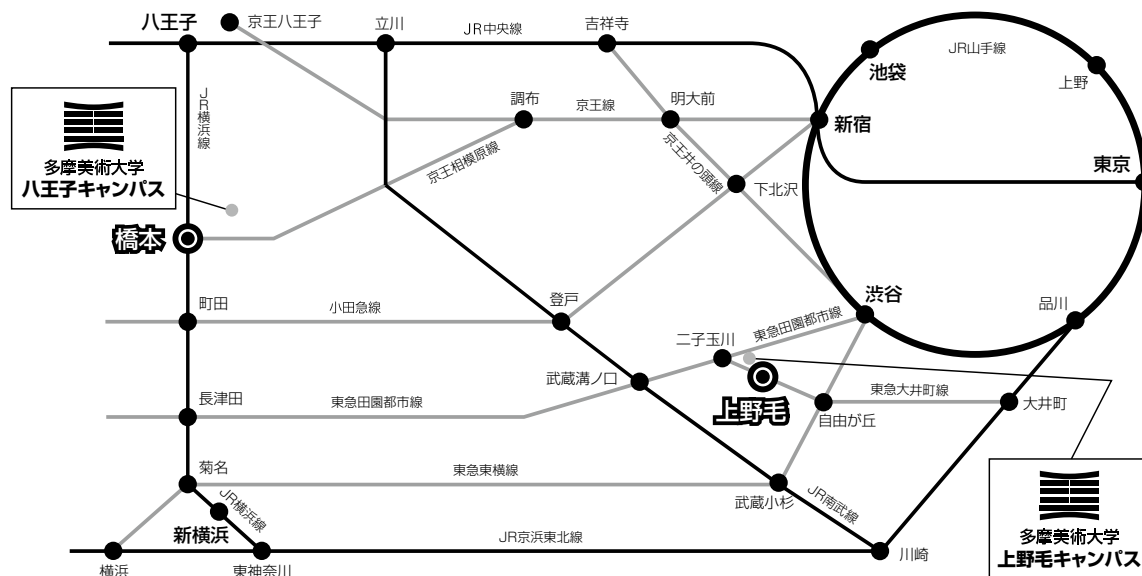 八王子
京王八王子
立川
JR中央線
吉祥寺
池袋
JR山手線
上野
JR横浜線
調布
京王線
明大前
新宿
多摩美術大学
八王子キャンパス
京王相模原線
京王井の頭線
下北沢
東京
橋本
町田
小田急線
登戸
渋谷
品川
二子玉川
東急田園都市線
武蔵溝ノ口
長津田
東急田園都市線
上野毛
東急大井町線
自由が丘
大井町
菊名
東急東横線
武蔵小杉
JR南武線
JR横浜線
新横浜
JR京浜東北線
横浜
東神奈川
川崎
多摩美術大学
上野毛キャンパス